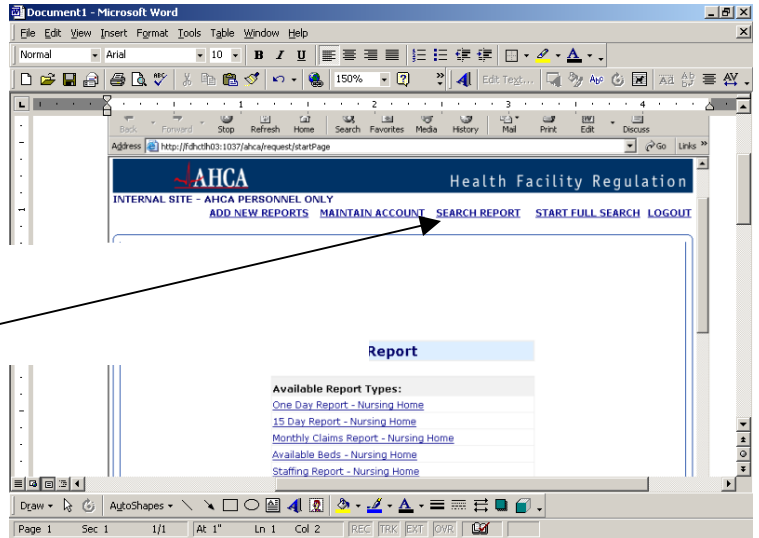 Document1 - Microsoft Word
File Edit View Insert Format Tools Table Window Help
Normal Arial 10 B I U
150% Edit Text...
L 1 2 3 4
Back Forward Stop Refresh Home Search Favorites Media History Mail Print Edit Discuss
Address http://fdhcth03:1037/ahca/request/startPage Go Links »
AHCA Health Facility Regulation
INTERNAL SITE - AHCA PERSONNEL ONLY
ADD NEW REPORTS MAINTAIN ACCOUNT SEARCH REPORT START FULL SEARCH LOGOUT
Report
Available Report Types:
One Day Report - Nursing Home
15 Day Report - Nursing Home
Monthly Claims Report - Nursing Home
Available Beds - Nursing Home
Staffing Report - Nursing Home
Draw AutoShapes
Page 1 Sec 1 1/1 At 1" Ln 1 Col 2 REC TRK EXT OVR